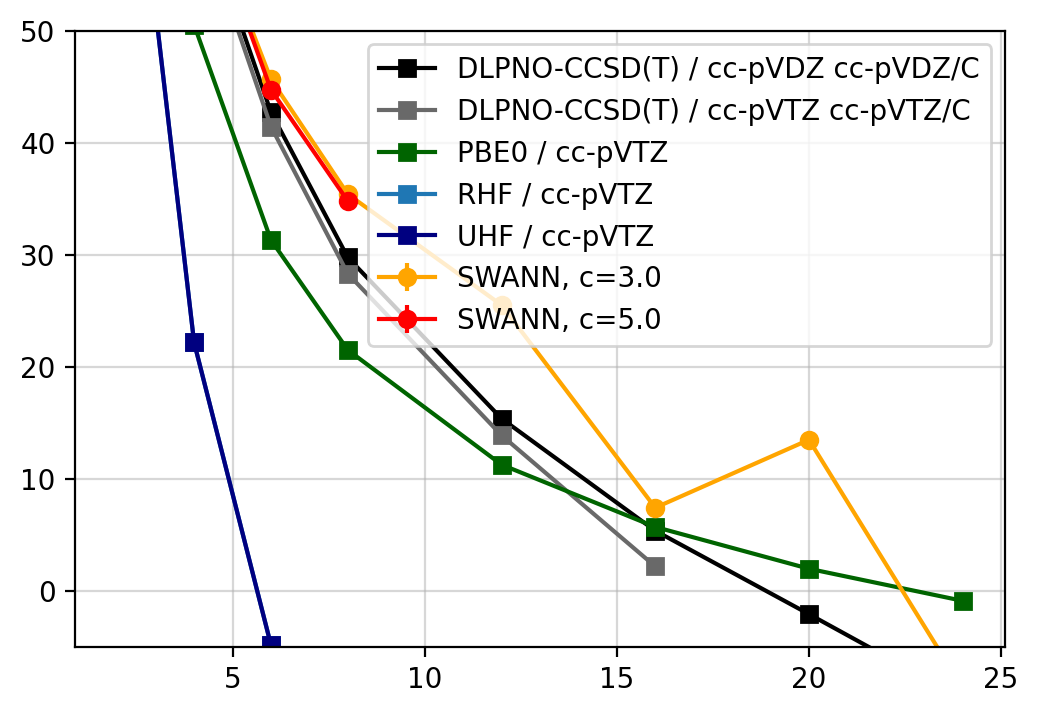 50
40
30
20
10
0
5
10
15
20
25
DLPNO-CCSD(T) / cc-pVDZ cc-pVDZ/C
DLPNO-CCSD(T) / cc-pVTZ cc-pVTZ/C
PBE0 / cc-pVTZ
RHF / cc-pVTZ
UHF / cc-pVTZ
SWANN, c=3.0
SWANN, c=5.0